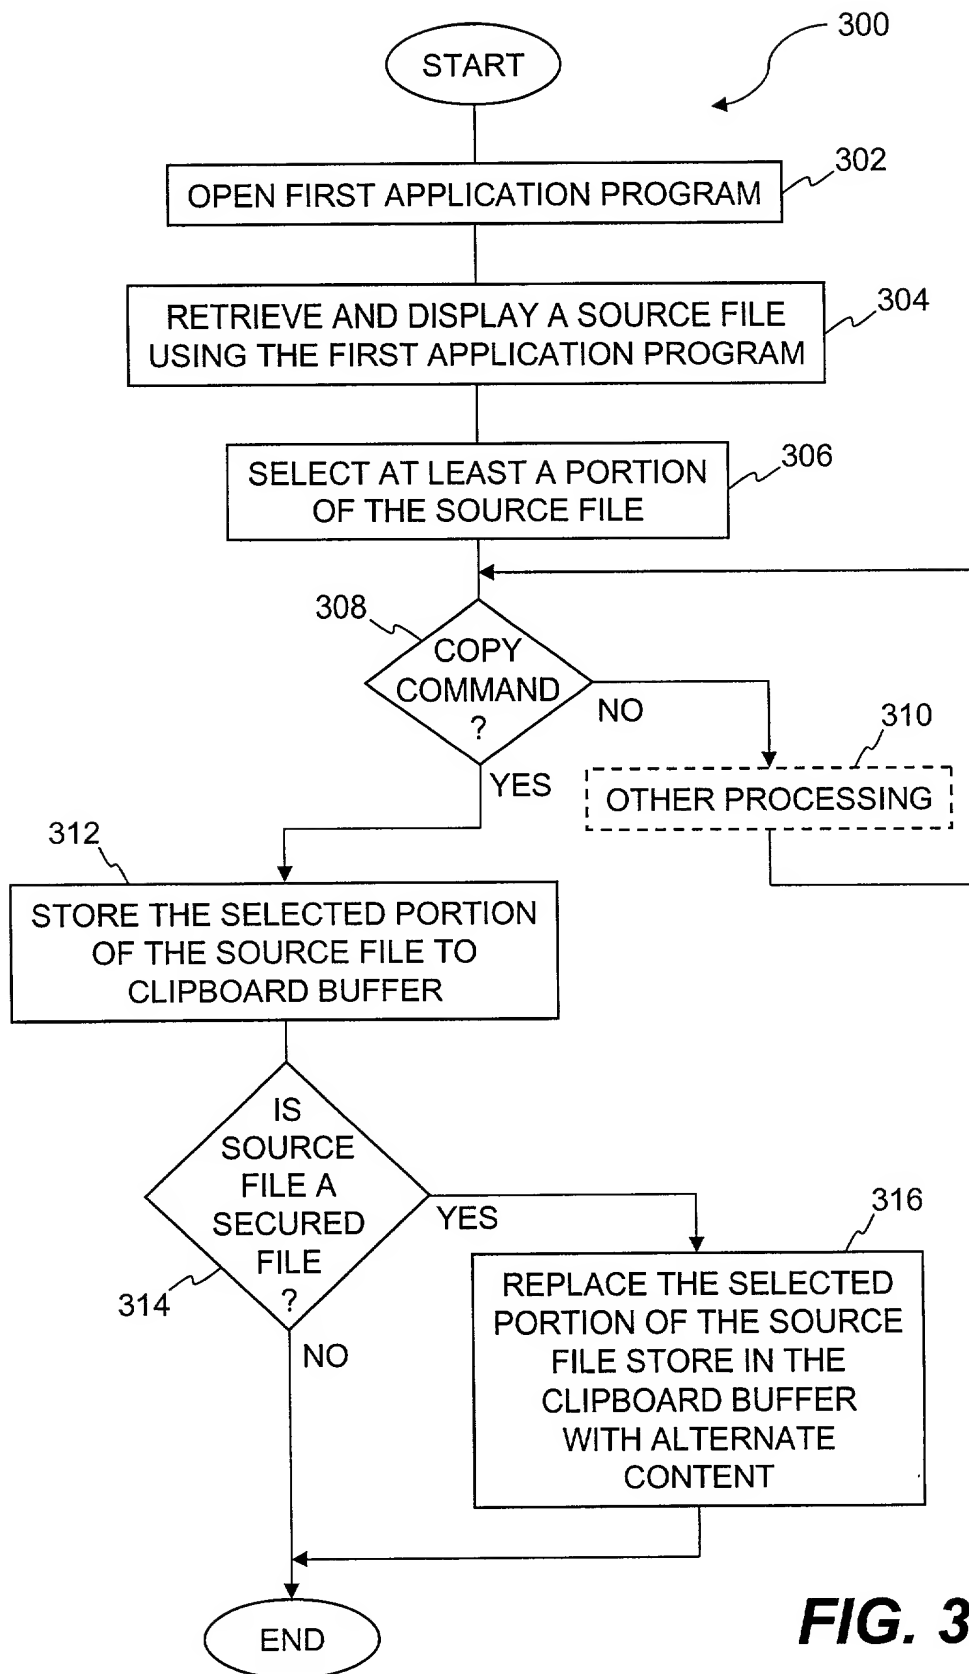 300
START
302
OPEN FIRST APPLICATION PROGRAM
304
RETRIEVE AND DISPLAY A SOURCE FILE
USING THE FIRST APPLICATION PROGRAM
306
SELECT AT LEAST A PORTION
OF THE SOURCE FILE
308
COPY
COMMAND
?
NO
YES
310
OTHER PROCESSING
312
STORE THE SELECTED PORTION
OF THE SOURCE FILE TO
CLIPBOARD BUFFER
IS
SOURCE
FILE A
SECURED
FILE
?
314
YES
NO
316
REPLACE THE SELECTED
PORTION OF THE SOURCE
FILE STORE IN THE
CLIPBOARD BUFFER
WITH ALTERNATE
CONTENT
END
FIG. 3